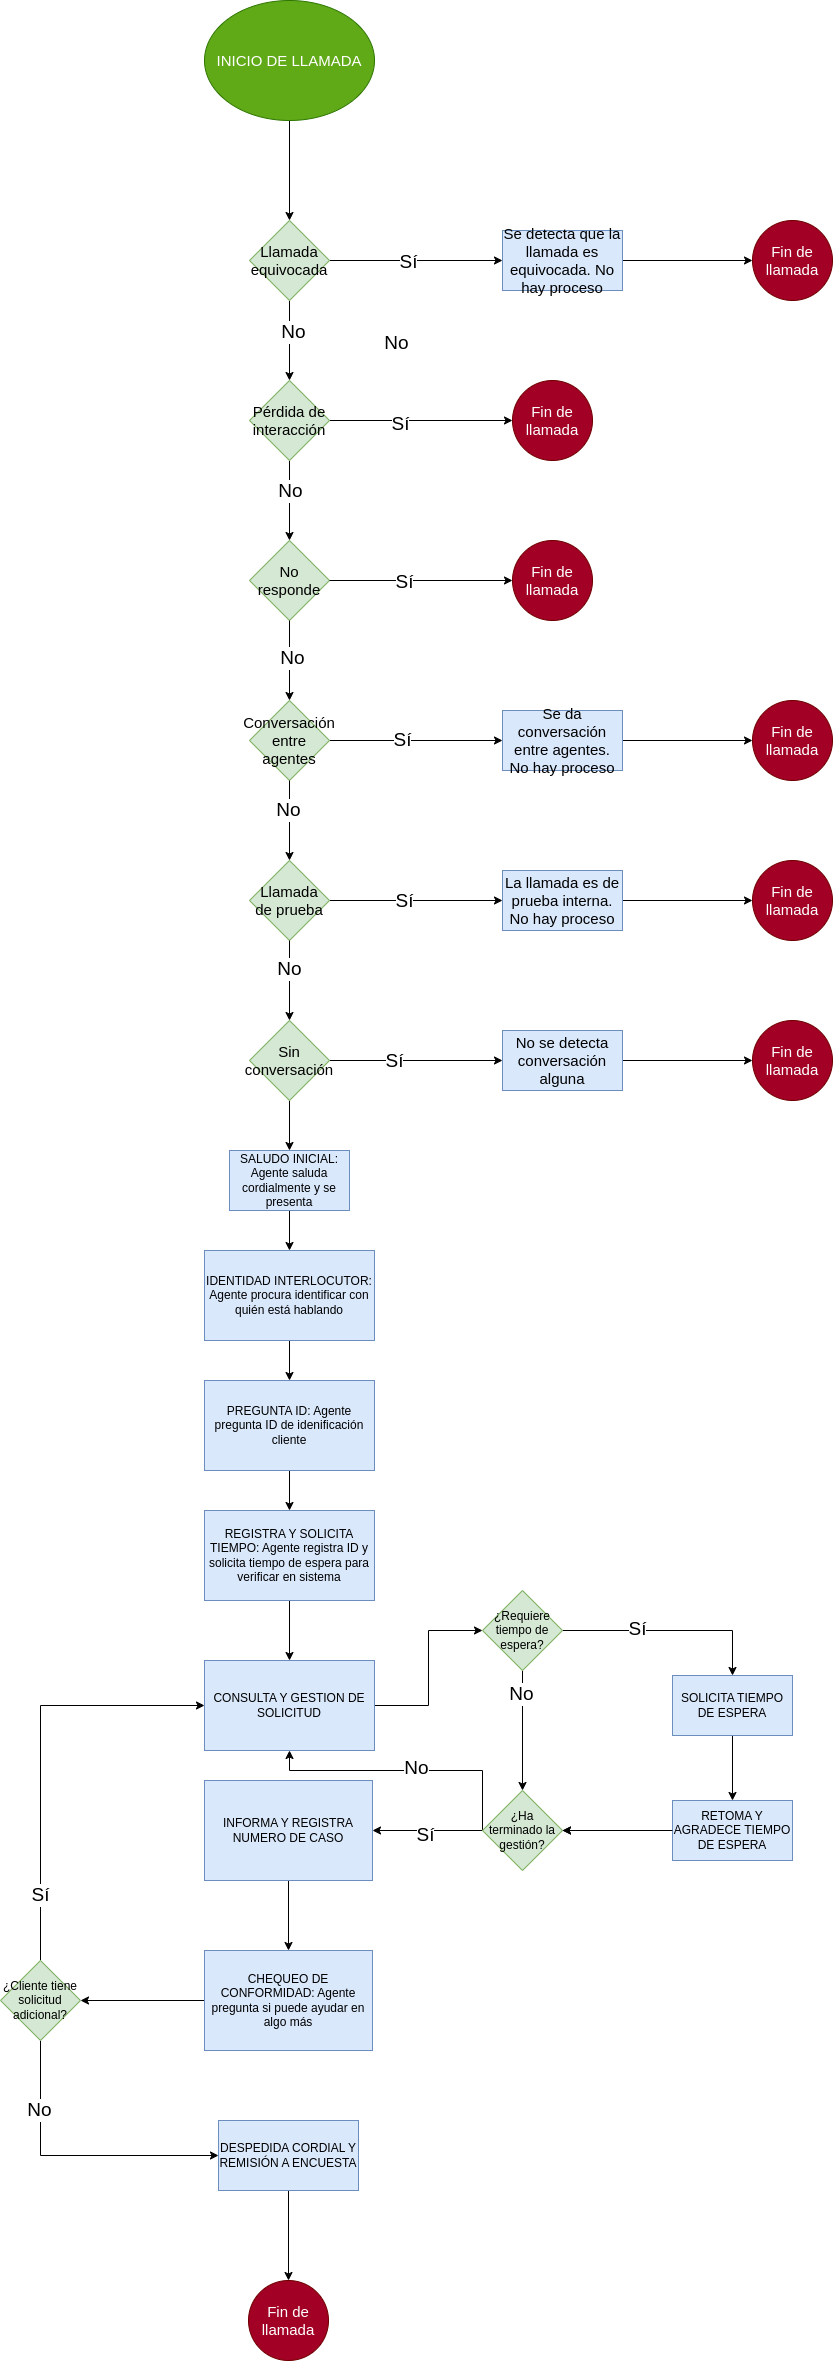 INICIO DE LLAMADA
Llamada
equivocada
Sí
Se detecta que la
llamada es
equivocada. No
hay proceso
Fin de
llamada
No
No
Pérdida de
interacción
Sí
Fin de
llamada
No
No
responde
Sí
Fin de
llamada
No
Conversación
entre
agentes
Sí
Se da
conversación
entre agentes.
No hay proceso
Fin de
llamada
No
Llamada
de prueba
Sí
La llamada es de
prueba interna.
No hay proceso
Fin de
llamada
No
Sin
conversación
Sí
No se detecta
conversación
alguna
Fin de
llamada
SALUDO INICIAL:
Agente saluda
cordialmente y se
presenta
IDENTIDAD INTERLOCUTOR:
Agente procura identificar con
quién está hablando
PREGUNTA ID: Agente
pregunta ID de idenificación
cliente
REGISTRA Y SOLICITA
TIEMPO: Agente registra ID y
solicita tiempo de espera para
verificar en sistema
¿Requiere
tiempo de
espera?
Sí
No
CONSULTA Y GESTION DE
SOLICITUD
SOLICITA TIEMPO
DE ESPERA
No
INFORMA Y REGISTRA
NUMERO DE CASO
Sí
¿Ha
terminado la
gestión?
RETOMA Y
AGRADECE TIEMPO
DE ESPERA
Sí
¿Cliente tiene
solicitud
adicional?
CHEQUEO DE
CONFORMIDAD: Agente
pregunta si puede ayudar en
algo más
No
DESPEDIDA CORDIAL Y
REMISIÓN A ENCUESTA
Fin de
llamada